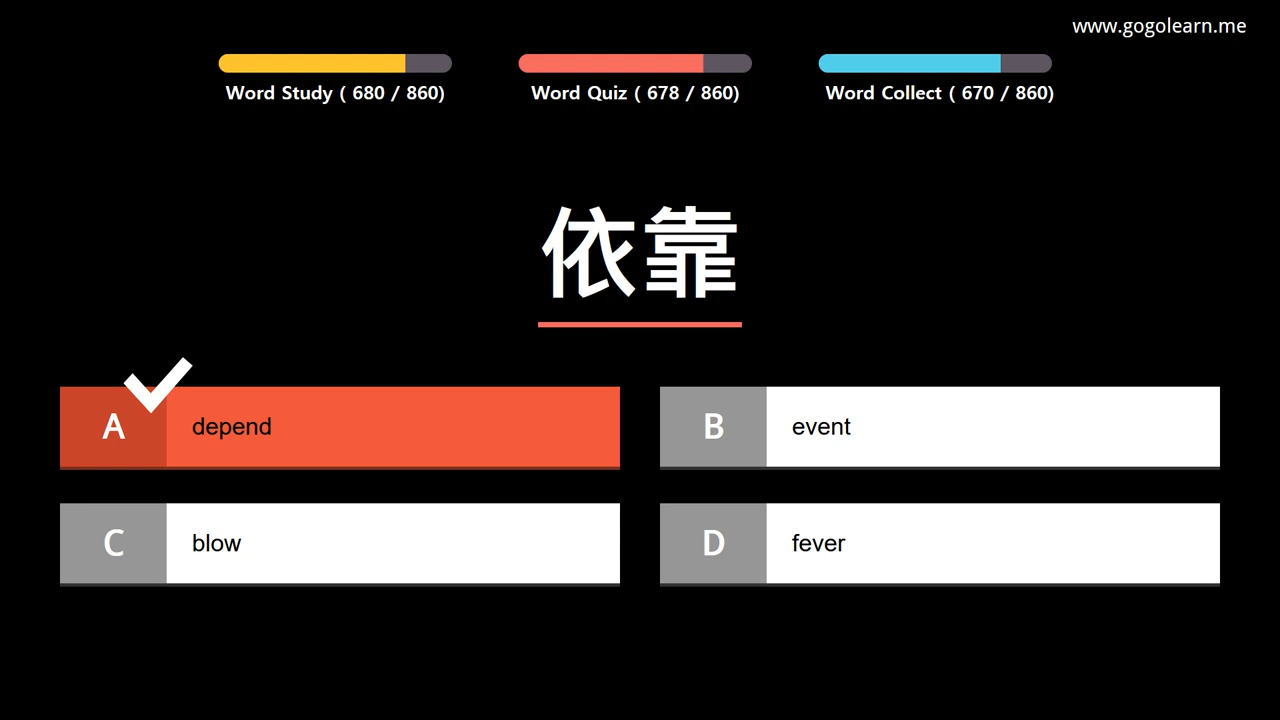 www.gogolearn.me
Word Study ( 680 / 860)
Word Quiz ( 678 / 860)
Word Collect ( 670 / 860)
依靠
A depend
B event
C blow
D fever